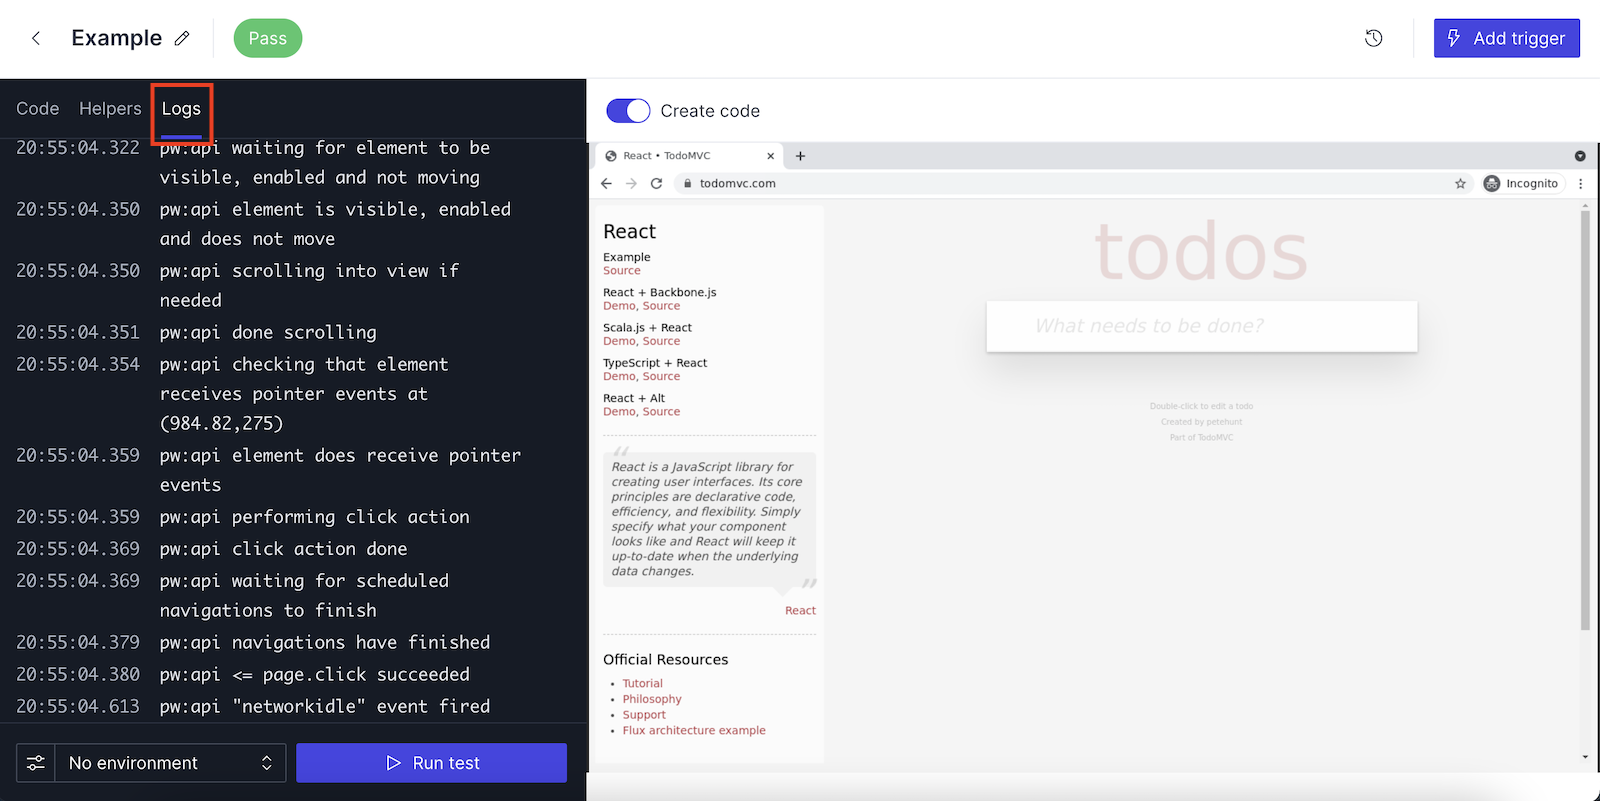 Example
Pass
Add trigger
Code Helpers Logs
20:55:04.322 pw:api waiting for element to be
visible, enabled and not moving
20:55:04.350 pw:api element is visible, enabled
and does not move
20:55:04.350 pw:api scrolling into view if
needed
20:55:04.351 pw:api done scrolling
20:55:04.354 pw:api checking that element
receives pointer events at
(984.82,275)
20:55:04.359 pw:api element does receive pointer
events
20:55:04.359 pw:api performing click action
20:55:04.369 pw:api click action done
20:55:04.369 pw:api waiting for scheduled
navigations to finish
20:55:04.379 pw:api navigations have finished
20:55:04.380 pw:api <= page.click succeeded
20:55:04.613 pw:api "networkidle" event fired
No environment
Run test
Create code
React • TodoMVC
todomvc.com
Incognito
React
Example
Source
React + Backbone.js
Demo, Source
Scala.js + React
Demo, Source
TypeScript + React
Demo, Source
React + Alt
Demo, Source
“
React is a JavaScript library for
creating user interfaces. Its core
principles are declarative code,
efficiency, and flexibility. Simply
specify what your component
looks like and React will keep it
up-to-date when the underlying
data changes.
”
React
Official Resources
• Tutorial
• Philosophy
• Support
• Flux architecture example
todos
What needs to be done?
Double-click to edit a todo
Created by petehunt
Part of TodoMVC